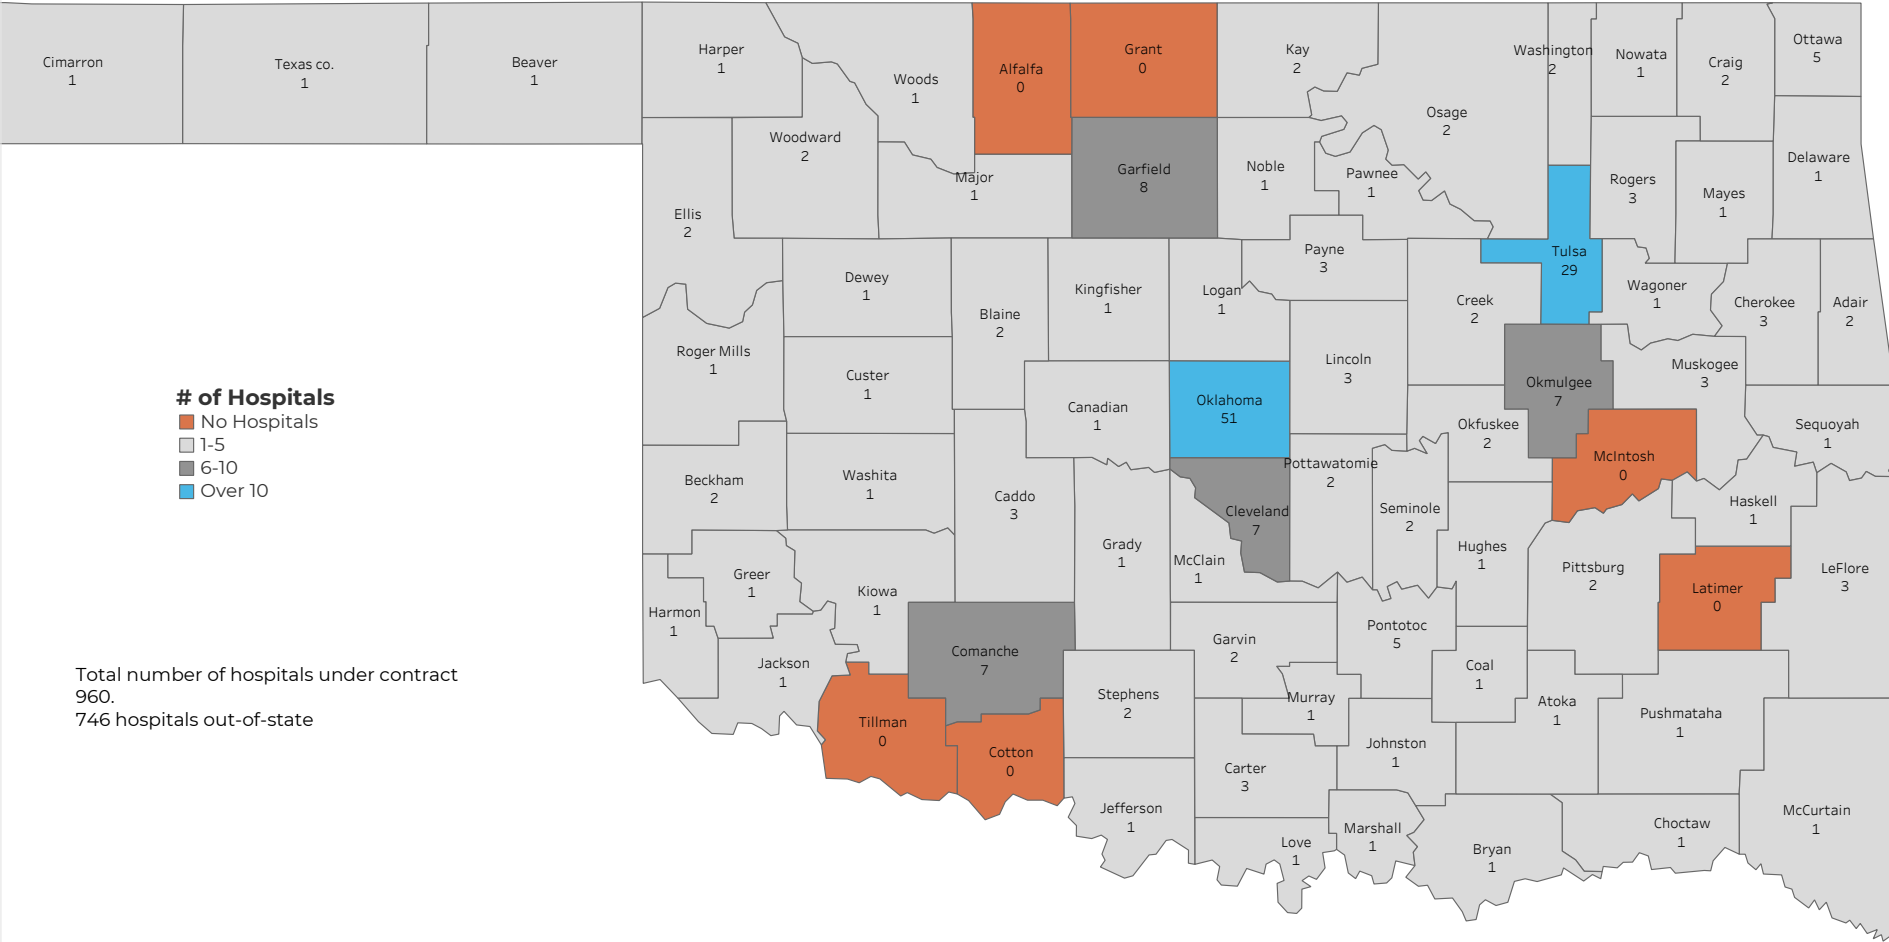 Cimarron
1
Texas co.
1
Beaver
1
Harper
1
Woods
1
Alfalfa
0
Grant
0
Kay
2
Osage
2
Washington
2
Nowata
1
Craig
2
Ottawa
5
Woodward
2
Ellis
2
Major
1
Garfield
8
Noble
1
Pawnee
1
Rogers
3
Mayes
1
Delaware
1
Dewey
1
Blaine
2
Kingfisher
1
Logan
1
Payne
3
Creek
2
Tulsa
29
Wagoner
1
Cherokee
3
Adair
2
Roger Mills
1
Custer
1
Canadian
1
Oklahoma
51
Lincoln
3
Okfuskee
2
Okmulgee
7
Muskogee
3
Sequoyah
1
McIntosh
0
# of Hospitals
No Hospitals
1-5
6-10
Over 10
Beckham
2
Washita
1
Caddo
3
Grady
1
McClain
1
Cleveland
7
Pottawatomie
2
Seminole
2
Hughes
1
Pittsburg
2
Haskell
1
Latimer
0
LeFlore
3
Harmon
1
Greer
1
Kiowa
1
Jackson
1
Comanche
7
Tillman
0
Cotton
0
Stephens
2
Garvin
2
Murray
1
Pontotoc
5
Coal
1
Atoka
1
Pushmataha
1
Johnston
1
Carter
3
Jefferson
1
Love
1
Marshall
1
Bryan
1
Choctaw
1
McCurtain
1
Total number of hospitals under contract
960.
746 hospitals out-of-state